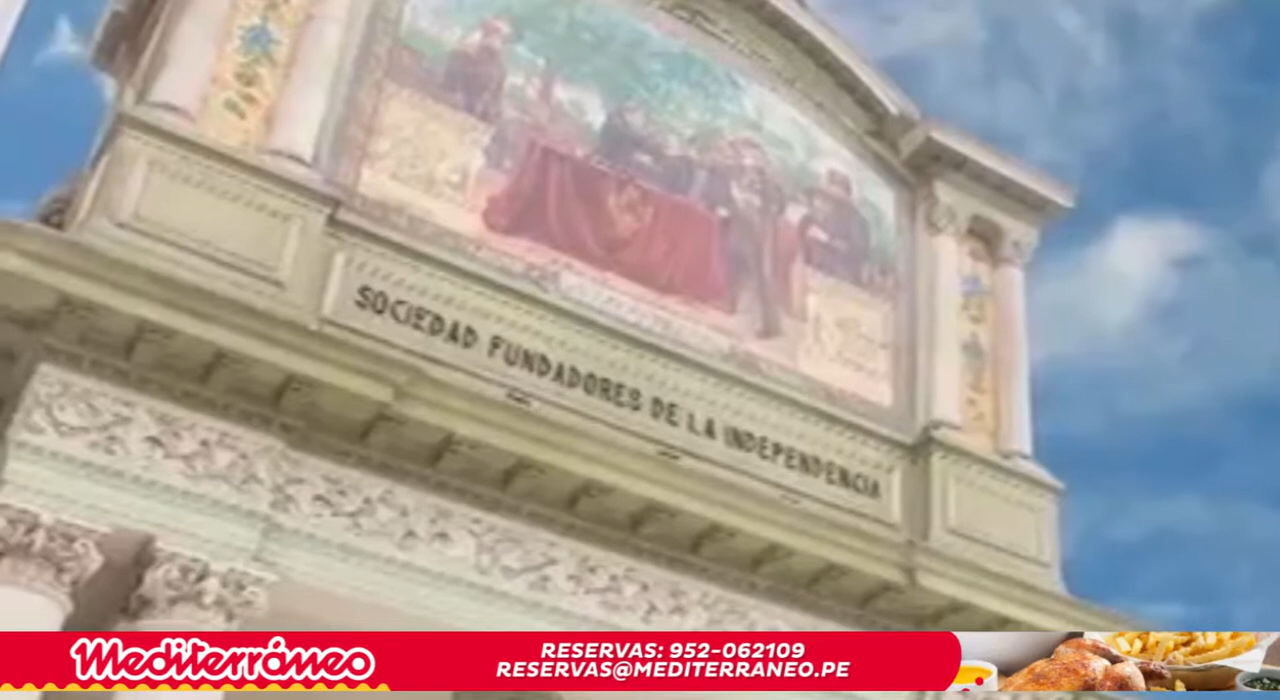 SOCIEDAD FUNDADORES DE LA INDEPENDENCIA
Mediterráneo
RESERVAS: 952-062109
RESERVAS@MEDITERRANEO.PE